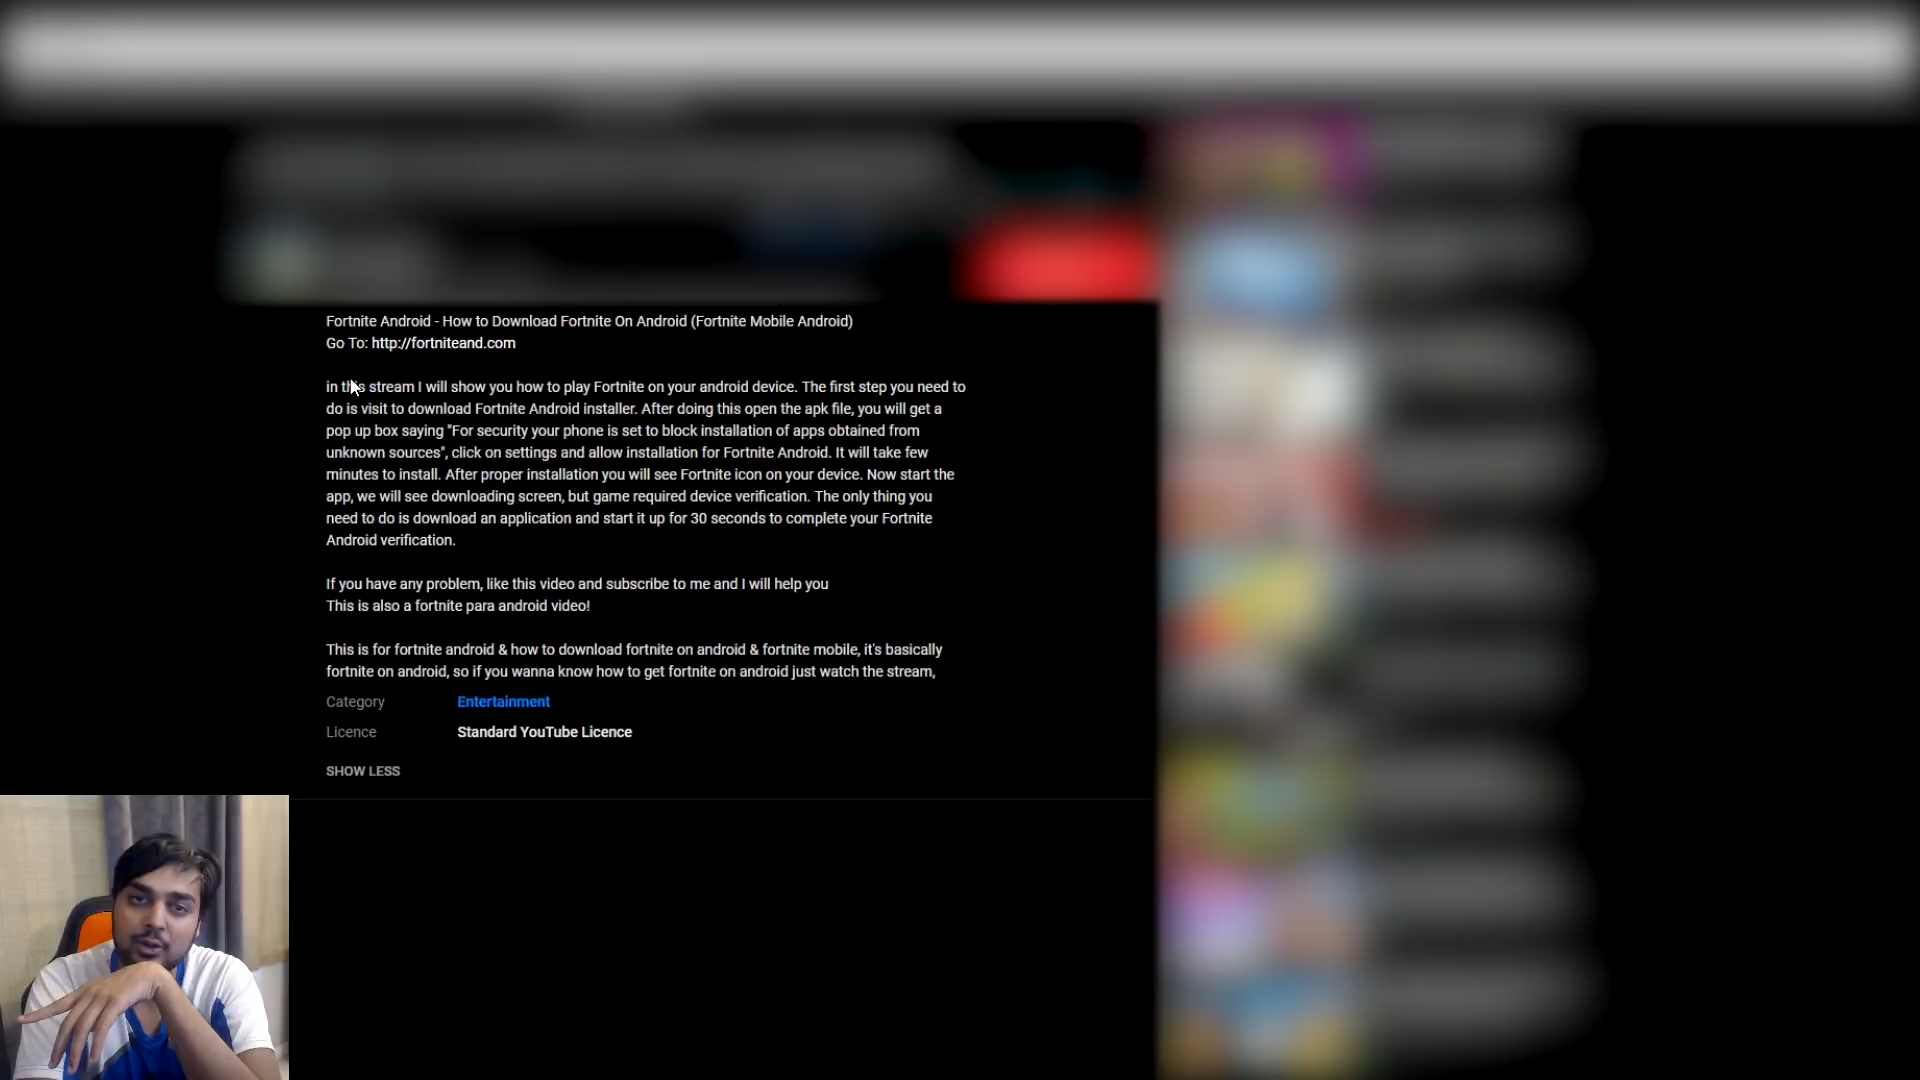 Fortnite Android - How to Download Fortnite On Android (Fortnite Mobile Android)
Go To: http://fortniteand.com
in this stream I will show you how to play Fortnite on your android device. The first step you need to
do is visit to download Fortnite Android installer. After doing this open the apk file, you will get a
pop up box saying "For security your phone is set to block installation of apps obtained from
unknown sources", click on settings and allow installation for Fortnite Android. It will take few
minutes to install. After proper installation you will see Fortnite icon on your device. Now start the
app, we will see downloading screen, but game required device verification. The only thing you
need to do is download an application and start it up for 30 seconds to complete your Fortnite
Android verification.
If you have any problem, like this video and subscribe to me and I will help you
This is also a fortnite para android video!
This is for fortnite android & how to download fortnite on android & fortnite mobile, it's basically
fortnite on android, so if you wanna know how to get fortnite on android just watch the stream,
Category Entertainment
Licence Standard YouTube Licence
SHOW LESS